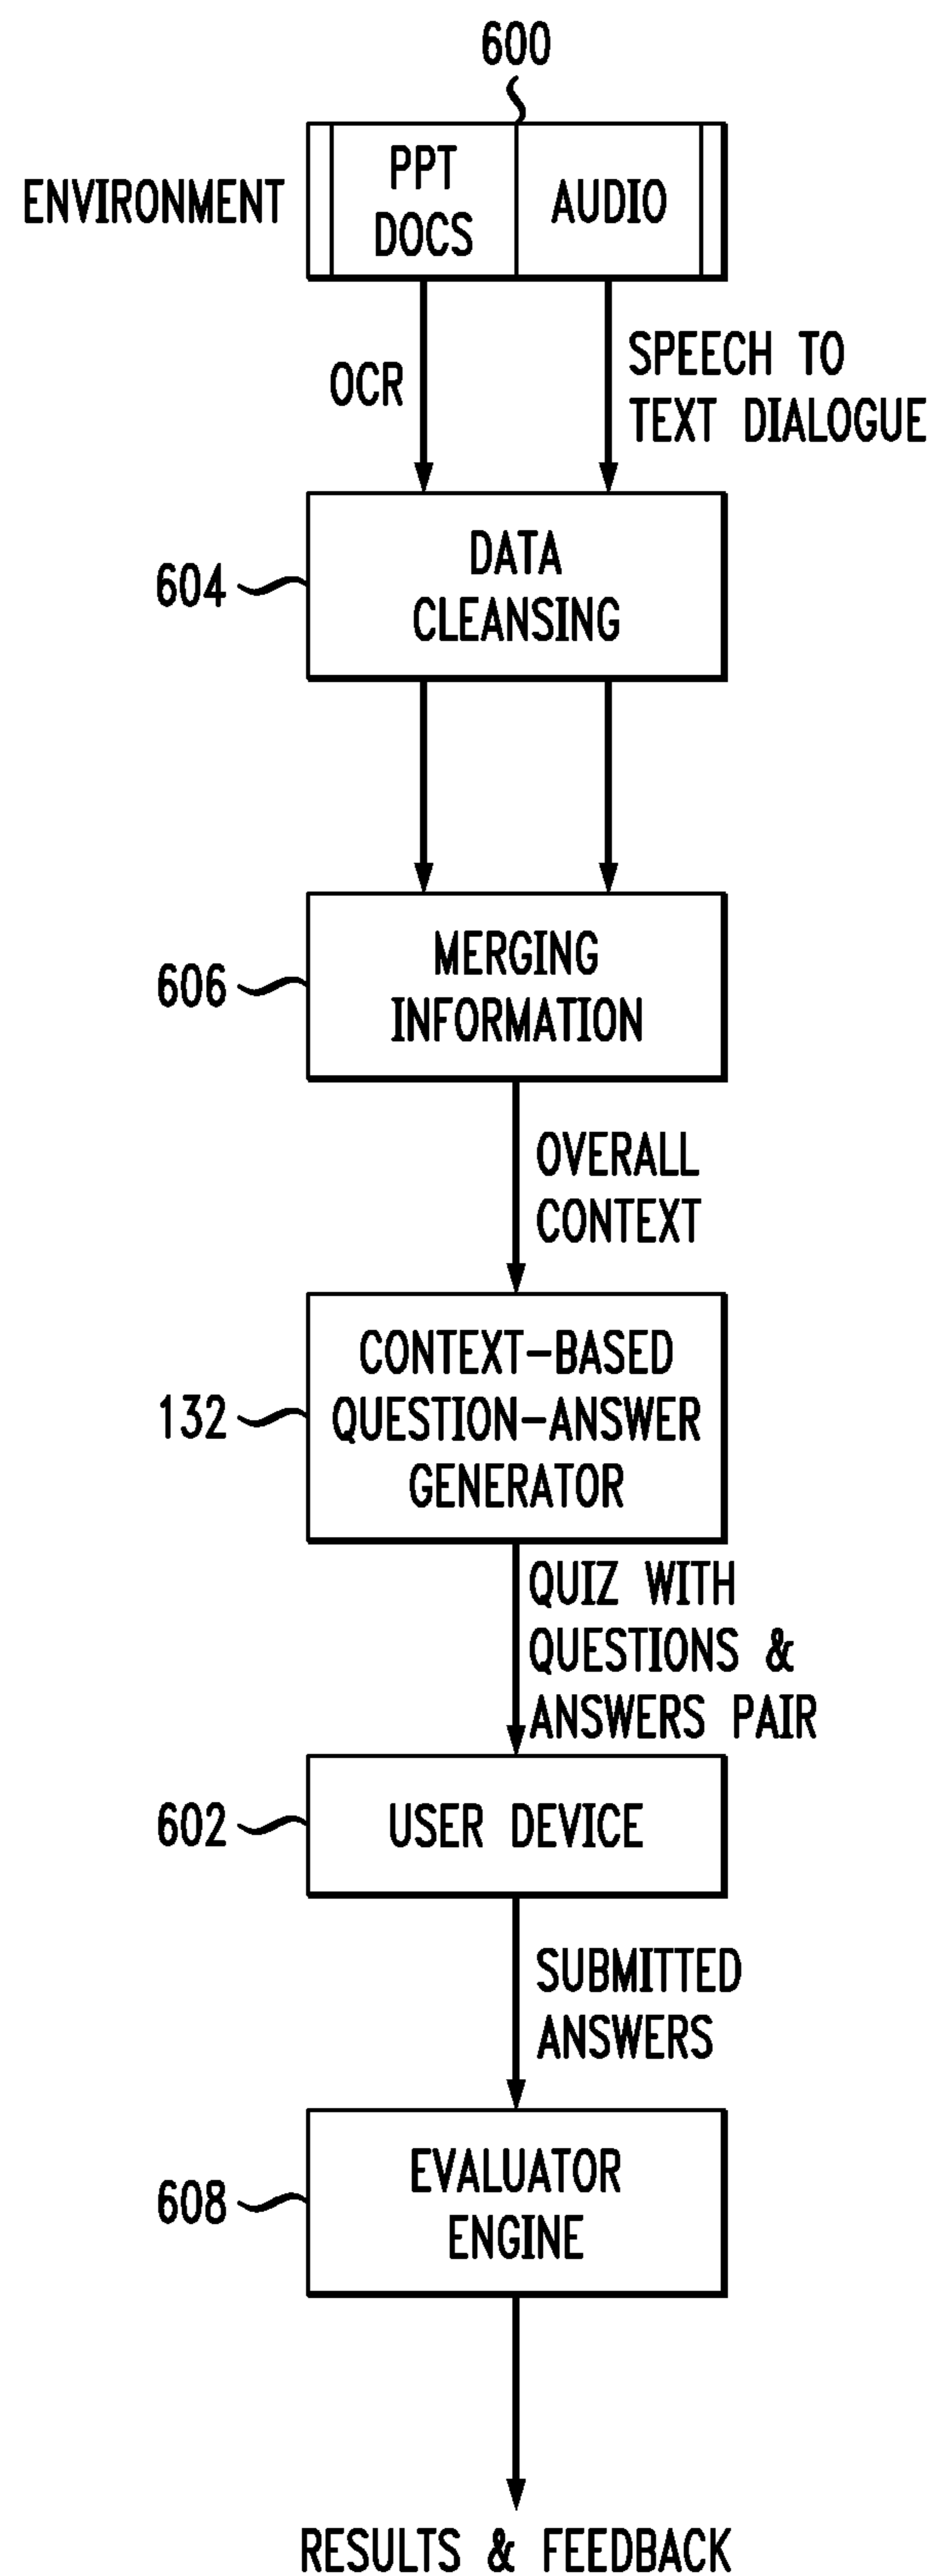 600
ENVIRONMENT
PPT
DOCS
AUDIO
OCR
SPEECH TO
TEXT DIALOGUE
604
DATA
CLEANSING
606
MERGING
INFORMATION
OVERALL
CONTEXT
132
CONTEXT-BASED
QUESTION-ANSWER
GENERATOR
QUIZ WITH
QUESTIONS &
ANSWERS PAIR
602
USER DEVICE
SUBMITTED
ANSWERS
608
EVALUATOR
ENGINE
RESULTS & FEEDBACK